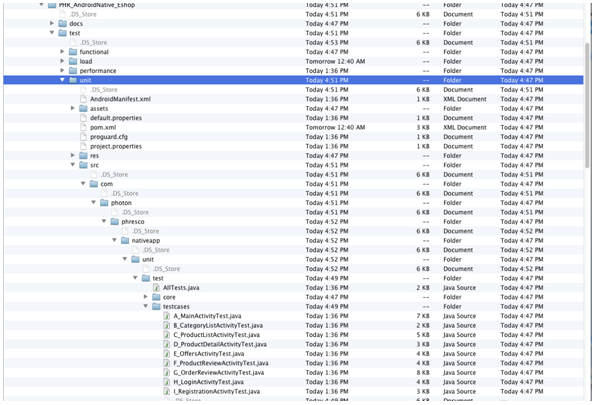 PHR_AndroidNative_Eshop Today 4:51 PM -- Folder Today 4:47 PM
.DS_Store Today 4:51 PM 6 KB Document Today 4:51 PM
docs Today 4:51 PM -- Folder Today 4:47 PM
test Today 4:51 PM -- Folder Today 4:47 PM
.DS_Store Today 4:53 PM 6 KB Document Today 4:51 PM
functional Today 4:47 PM -- Folder Today 4:47 PM
load Tomorrow 12:40 AM -- Folder Today 4:47 PM
performance Today 1:36 PM -- Folder Today 4:47 PM
unit Today 4:51 PM -- Folder Today 4:47 PM
.DS_Store Today 4:51 PM 6 KB Document Today 4:51 PM
AndroidManifest.xml Today 1:36 PM 1 KB XML Document Today 4:47 PM
assets Today 4:47 PM -- Folder Today 4:47 PM
default.properties Today 1:36 PM 1 KB Document Today 4:47 PM
pom.xml Tomorrow 12:40 AM 3 KB XML Document Today 4:47 PM
proguard.cfg Today 1:36 PM 1 KB Document Today 4:47 PM
project.properties Today 1:36 PM 1 KB Document Today 4:47 PM
res Today 4:47 PM -- Folder Today 4:47 PM
src Today 4:51 PM -- Folder Today 4:47 PM
.DS_Store Today 4:51 PM 6 KB Document Today 4:51 PM
com Today 4:51 PM -- Folder Today 4:47 PM
.DS_Store Today 4:51 PM 6 KB Document Today 4:51 PM
photon Today 4:51 PM -- Folder Today 4:47 PM
.DS_Store Today 4:51 PM 6 KB Document Today 4:51 PM
phresco Today 4:52 PM -- Folder Today 4:47 PM
.DS_Store Today 4:52 PM 6 KB Document Today 4:51 PM
nativeapp Today 4:52 PM -- Folder Today 4:47 PM
.DS_Store Today 4:52 PM 6 KB Document Today 4:51 PM
unit Today 4:52 PM -- Folder Today 4:47 PM
.DS_Store Today 4:52 PM 6 KB Document Today 4:51 PM
test Today 4:49 PM -- Folder Today 4:47 PM
AllTests.java Today 1:36 PM 2 KB Java Source Today 4:47 PM
core Today 4:47 PM -- Folder Today 4:47 PM
testcases Today 4:49 PM -- Folder Today 4:47 PM
A_MainActivityTest.java Today 1:36 PM 7 KB Java Source Today 4:47 PM
B_CategoryListActivityTest.java Today 1:36 PM 2 KB Java Source Today 4:47 PM
C_ProductListActivityTest.java Today 1:36 PM 5 KB Java Source Today 4:47 PM
D_ProductDetailActivityTest.java Today 1:36 PM 3 KB Java Source Today 4:47 PM
E_OffersActivityTest.java Today 1:36 PM 4 KB Java Source Today 4:47 PM
F_ProductReviewActivityTest.java Today 1:36 PM 4 KB Java Source Today 4:47 PM
G_OrderReviewActivityTest.java Today 1:36 PM 8 KB Java Source Today 4:47 PM
H_LoginActivityTest.java Today 1:36 PM 4 KB Java Source Today 4:47 PM
I_RegistrationActivityTest.java Today 1:36 PM 3 KB Java Source Today 4:47 PM